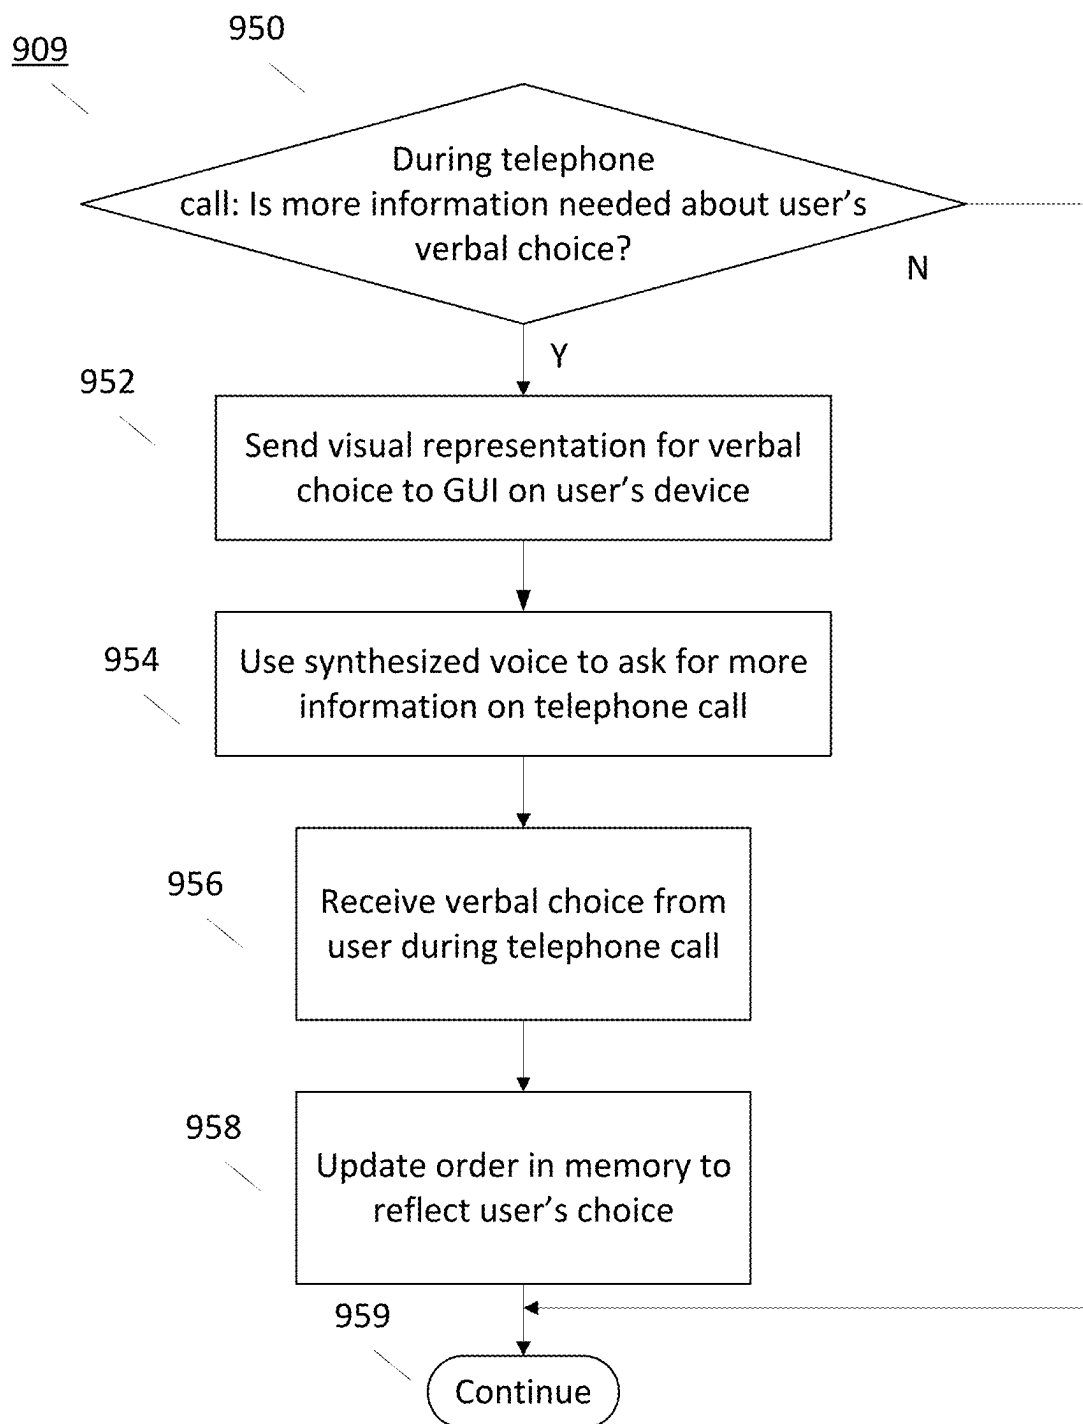 909
950
During telephone
call: Is more information needed about user’s
verbal choice?
N
Y
952
Send visual representation for verbal
choice to GUI on user’s device
954
Use synthesized voice to ask for more
information on telephone call
956
Receive verbal choice from
user during telephone call
958
Update order in memory to
reflect user’s choice
959
Continue